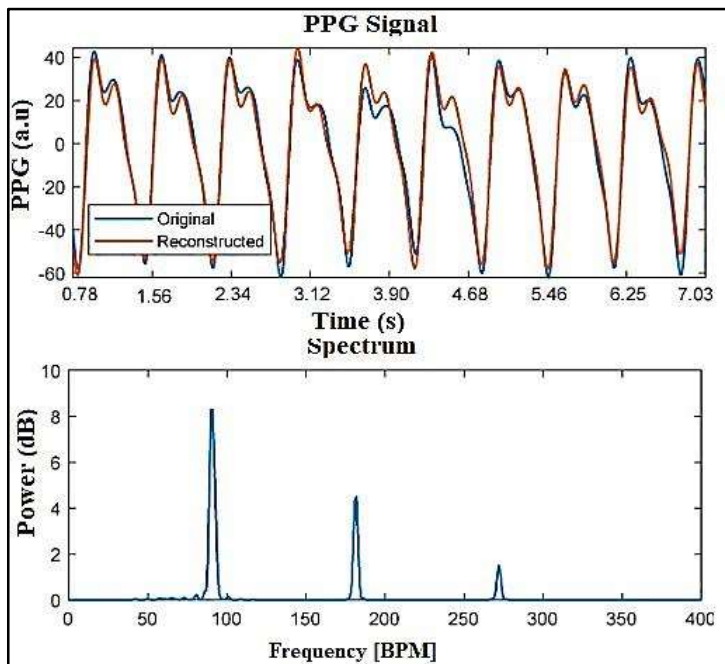 PPG Signal
PPG (a.u)
40
20
0
-20
-40
-60
Original
Reconstructed
0.78 1.56 2.34 3.12 3.90 4.68 5.46 6.25 7.03
Time (s)
Spectrum
Power (dB)
10
8
6
4
2
0
0 50 100 150 200 250 300 350 400
Frequency [BPM]